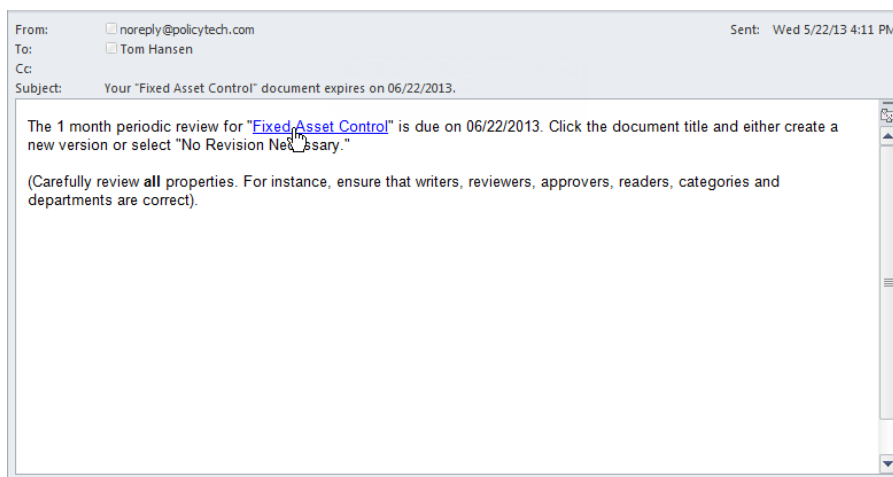 From: noreply@policytech.com Sent: Wed 5/22/13 4:11 PM
To: Tom Hansen
Cc:
Subject: Your "Fixed Asset Control" document expires on 06/22/2013.
The 1 month periodic review for "Fixed Asset Control" is due on 06/22/2013. Click the document title and either create a
new version or select "No Revision Necessary."
(Carefully review all properties. For instance, ensure that writers, reviewers, approvers, readers, categories and
departments are correct).